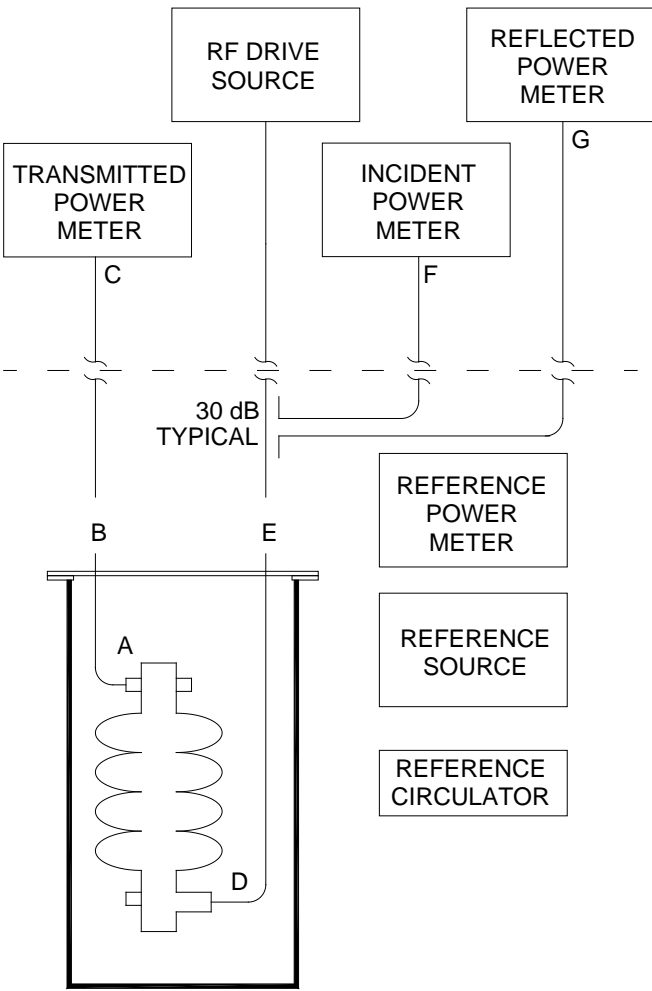 RF DRIVE
SOURCE
REFLECTED
POWER
METER
G
TRANSMITTED
POWER
METER
C
INCIDENT
POWER
METER
F
30 dB
TYPICAL
REFERENCE
POWER
METER
B
E
REFERENCE
SOURCE
A
REFERENCE
CIRCULATOR
D